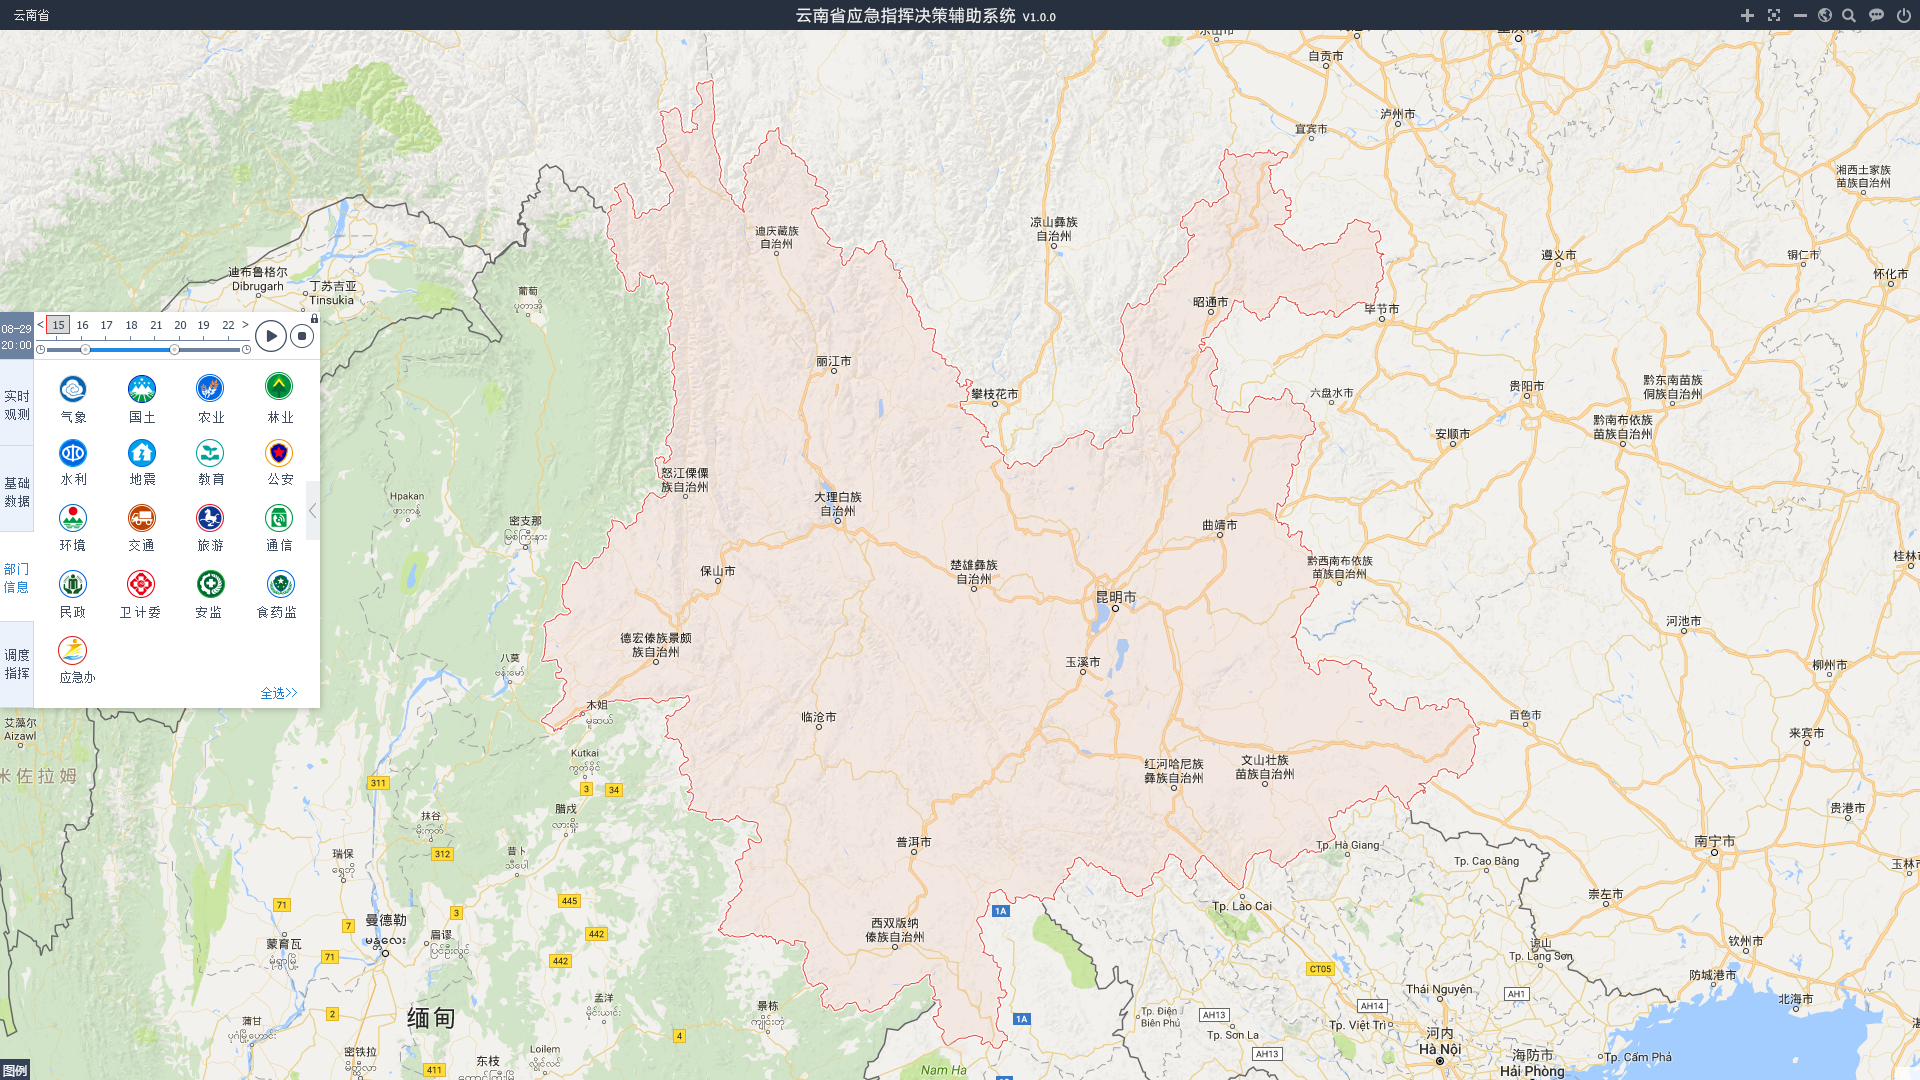 云南省
云南省应急指挥决策辅助系统 V1.0.0
自贡市
泸州市
宜宾市
湘西土家族
苗族自治州
凉山彝族
自治州
迪庆藏族
自治州
遵义市
铜仁市
怀化市
迪布鲁格尔
Dibrugarh
丁苏吉亚
Tinsukia
葡萄
昭通市
毕节市
08-29
20:00
< 15 16 17 18 19 20 21 22 >
丽江市
攀枝花市
六盘水市
贵阳市
黔东南苗族
侗族自治州
黔南布依族
苗族自治州
安顺市
实时
观测
基础
数据
部门
信息
调度
指挥
气象
国土
农业
林业
水利
地震
教育
公安
环境
交通
旅游
通信
民政
卫计委
安监
食药监
应急办
全选>>
怒江傈僳
族自治州
大理白族
自治州
Hpakan
密支那
曲靖市
黔西南布依族
苗族自治州
保山市
楚雄彝族
自治州
昆明市
河池市
德宏傣族景颇
族自治州
玉溪市
八莫
柳州市
木姐
临沧市
百色市
来宾市
艾藻尔
Aizawl
米佐拉姆
Kutkai
红河哈尼族
彝族自治州
文山壮族
苗族自治州
311
3
34
腊戌
抹谷
贵港市
普洱市
南宁市
Tp. Hà Giang
Tp. Cao Bằng
瑞保
312
昔卜
崇左市
445
71
7
3
1A
Tp. Lào Cai
曼德勒
眉谬
442
西双版纳
傣族自治州
钦州市
蒙育瓦
71
442
谅山
Tp. Lạng Sơn
CT05
防城港市
北海市
Thái Nguyên
AH1
孟洋
景栋
缅甸
AH14
Tp. Điện
Biên Phủ
AH13
2
蒲甘
1A
Tp. Việt Trì
4
Tp. Sơn La
河内
Hà Nội
密铁拉
东枝
Loilem
AH13
海防市
Hải Phòng
Tp. Cẩm Phả
411
Nam Ha
图例